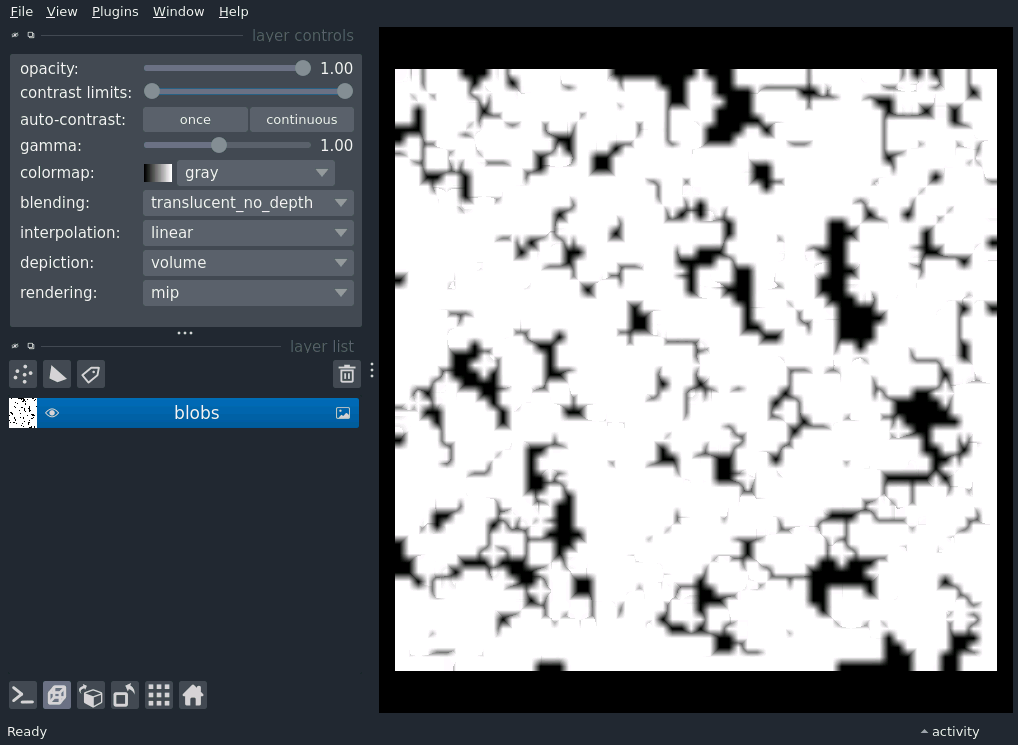 File View Plugins Window Help
layer controls
opacity: 1.00
contrast limits:
auto-contrast: once continuous
gamma: 1.00
colormap: gray
blending: translucent_no_depth
interpolation: linear
depiction: volume
rendering: mip
layer list
blobs
Ready
activity